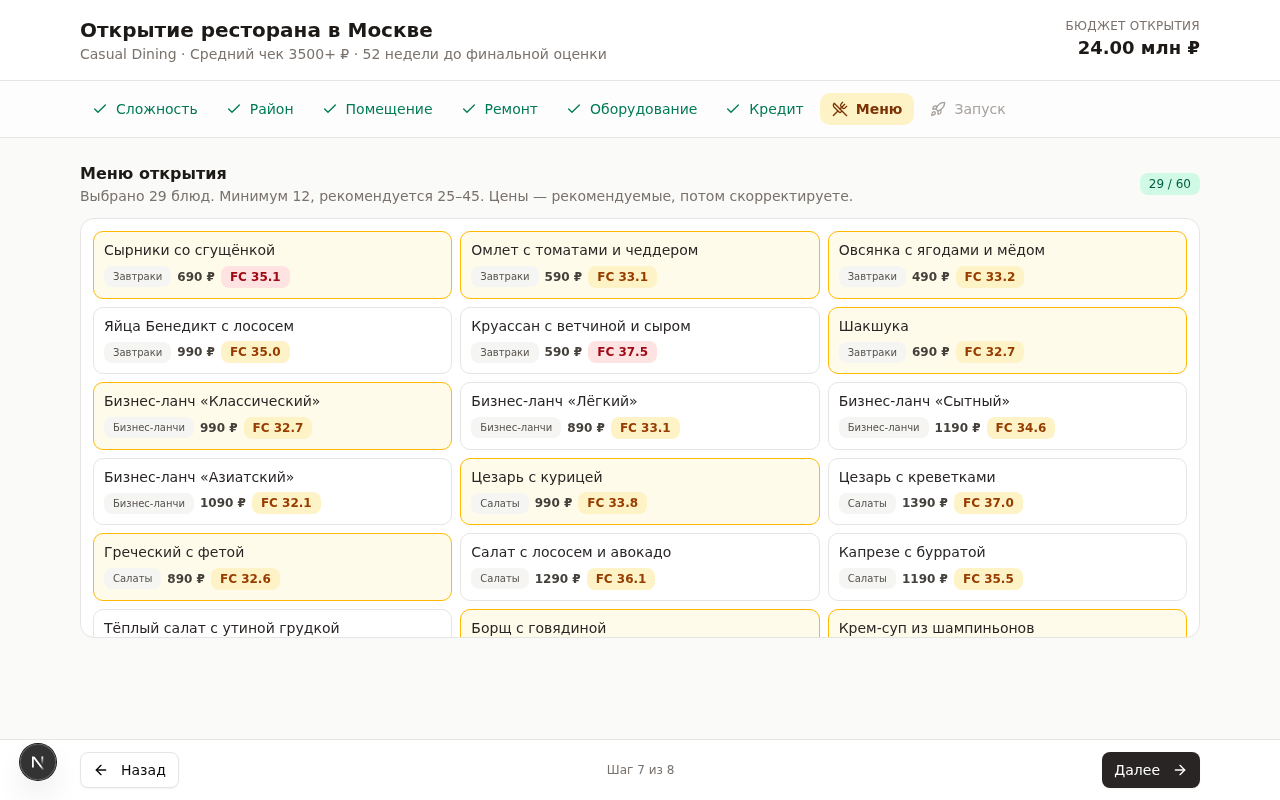 Открытие ресторана в Москве
Casual Dining · Средний чек 3500+ ₽ · 52 недели до финальной оценки
БЮДЖЕТ ОТКРЫТИЯ
24.00 млн ₽
Сложность
Район
Помещение
Ремонт
Оборудование
Кредит
Меню
Запуск
Меню открытия
Выбрано 29 блюд. Минимум 12, рекомендуется 25–45. Цены — рекомендуемые, потом скорректируете.
29 / 60
Сырники со сгущёнкой
Завтраки 690 ₽ FC 35.1
Омлет с томатами и чеддером
Завтраки 590 ₽ FC 33.1
Овсянка с ягодами и мёдом
Завтраки 490 ₽ FC 33.2
Яйца Бенедикт с лососем
Завтраки 990 ₽ FC 35.0
Круассан с ветчиной и сыром
Завтраки 590 ₽ FC 37.5
Шакшука
Завтраки 690 ₽ FC 32.7
Бизнес-ланч «Классический»
Бизнес-ланчи 990 ₽ FC 32.7
Бизнес-ланч «Лёгкий»
Бизнес-ланчи 890 ₽ FC 33.1
Бизнес-ланч «Сытный»
Бизнес-ланчи 1190 ₽ FC 34.6
Бизнес-ланч «Азиатский»
Бизнес-ланчи 1090 ₽ FC 32.1
Цезарь с курицей
Салаты 990 ₽ FC 33.8
Цезарь с креветками
Салаты 1390 ₽ FC 37.0
Греческий с фетой
Салаты 890 ₽ FC 32.6
Салат с лососем и авокадо
Салаты 1290 ₽ FC 36.1
Капрезе с бурратой
Салаты 1190 ₽ FC 35.5
Тёплый салат с утиной грудкой
Борщ с говядиной
Крем-суп из шампиньонов
N
Назад
Шаг 7 из 8
Далее